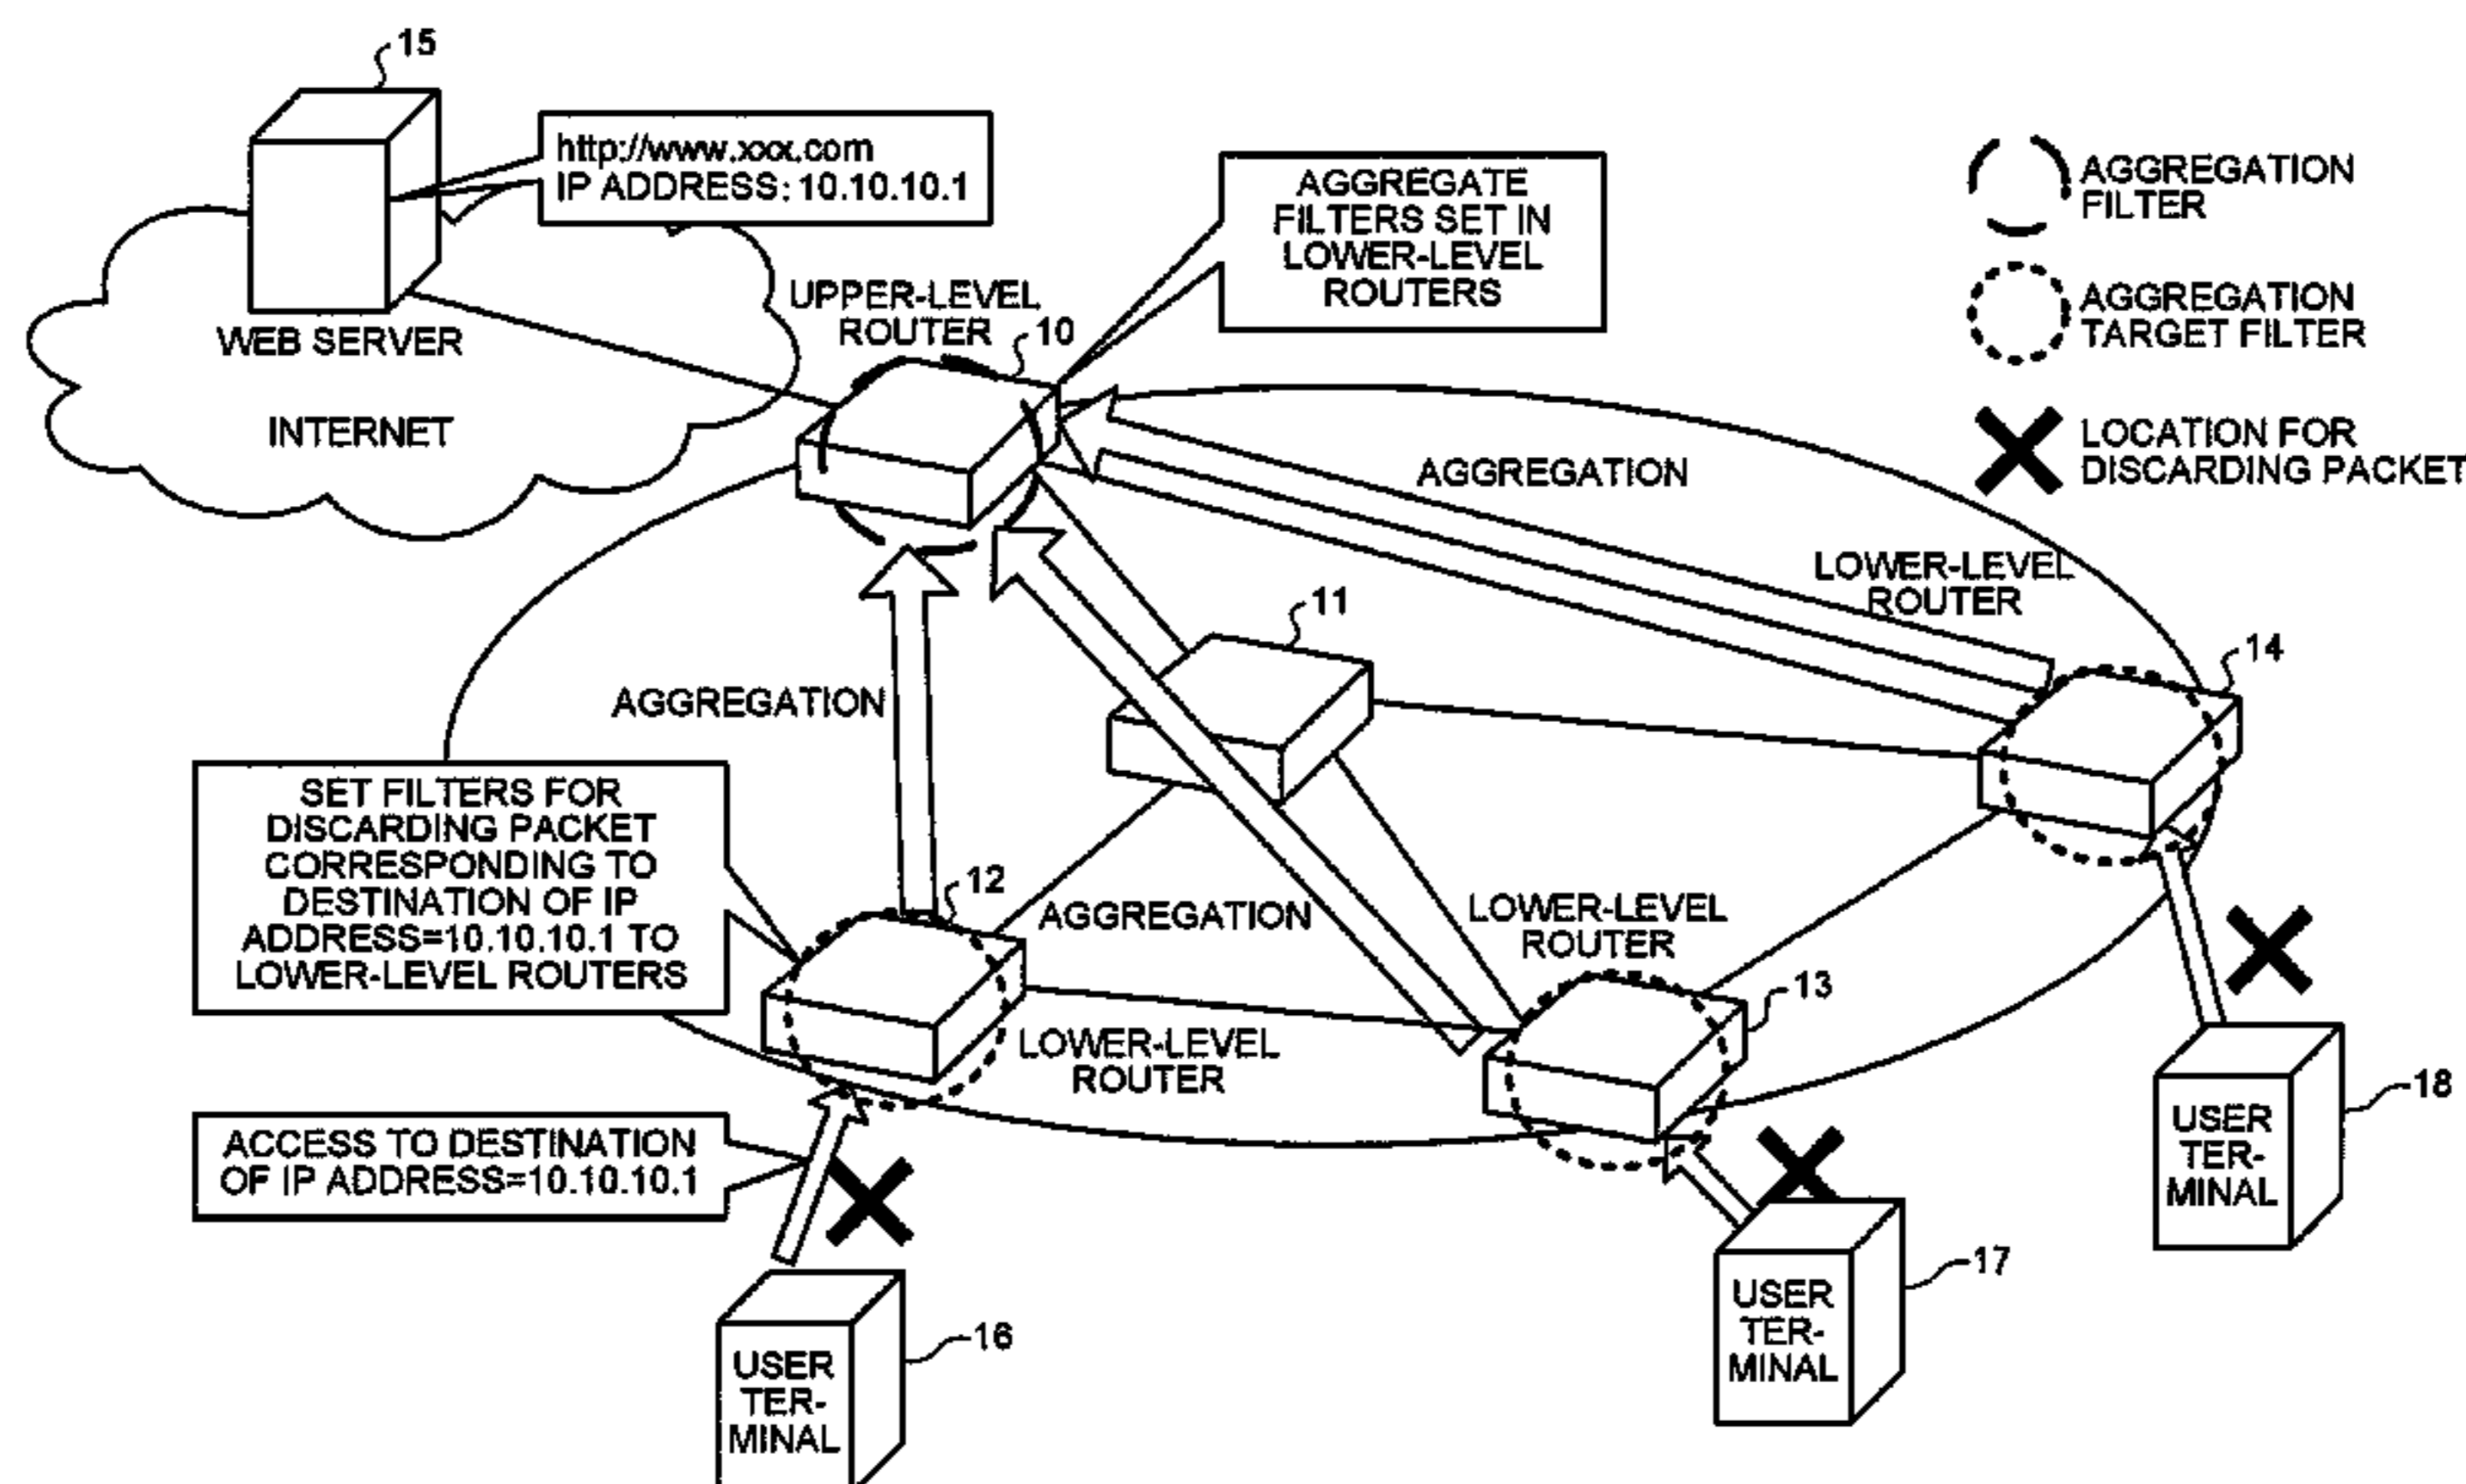 15
http://www.xxx.com
IP ADDRESS: 10.10.10.1
WEB SERVER
INTERNET
UPPER-LEVEL
ROUTER
10
AGGREGATE
FILTERS SET IN
LOWER-LEVEL
ROUTERS
AGGREGATION
FILTER
AGGREGATION
TARGET FILTER
LOCATION FOR
DISCARDING PACKET
AGGREGATION
LOWER-LEVEL
ROUTER
14
11
AGGREGATION
SET FILTERS FOR
DISCARDING PACKET
CORRESPONDING TO
DESTINATION OF IP
ADDRESS=10.10.10.1 TO
LOWER-LEVEL ROUTERS
12
AGGREGATION
LOWER-LEVEL
ROUTER
13
LOWER-LEVEL
ROUTER
ACCESS TO DESTINATION
OF IP ADDRESS=10.10.10.1
USER
TER-
MINAL
16
USER
TER-
MINAL
17
USER
TER-
MINAL
18